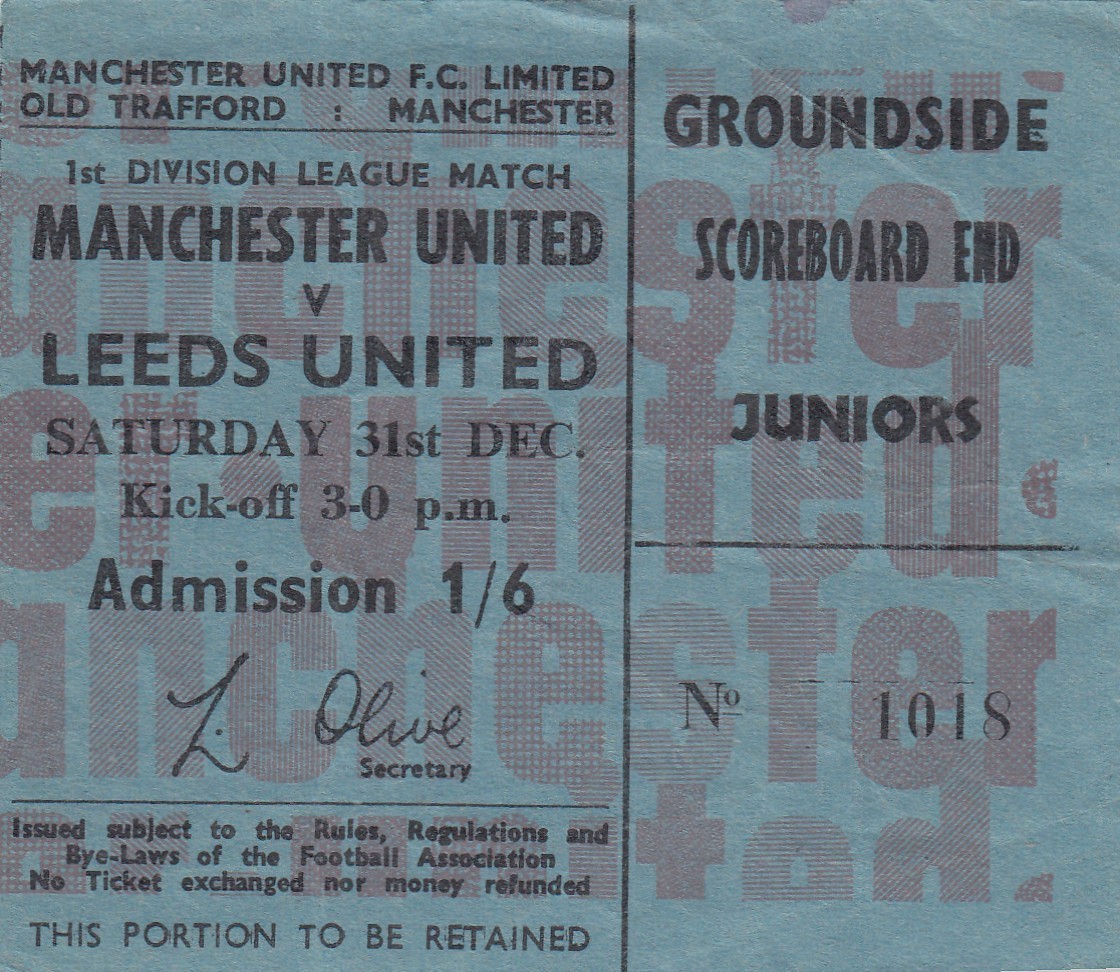 MANCHESTER UNITED F.C. LIMITED
OLD TRAFFORD : MANCHESTER
1st DIVISION LEAGUE MATCH
MANCHESTER UNITED
v
LEEDS UNITED
SATURDAY 31st DEC.
Kick-off 3-0 p.m.
Admission 1/6
L. Olive
Secretary
Issued subject to the Rules, Regulations and
Bye-Laws of the Football Association
No Ticket exchanged nor money refunded
THIS PORTION TO BE RETAINED
GROUNDSIDE
SCOREBOARD END
JUNIORS
Nº 1018